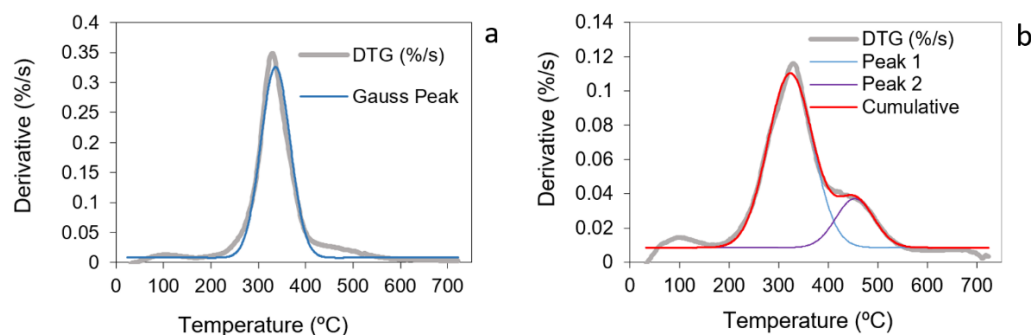 a
0.4
0.35
0.3
0.25
0.2
0.15
0.1
0.05
0
Derivative (%/s)
DTG (%/s)
Gauss Peak
0 100 200 300 400 500 600 700
Temperature (ºC)
b
0.14
0.12
0.10
0.08
0.06
0.04
0.02
0
Derivative (%/s)
DTG (%/s)
Peak 1
Peak 2
Cumulative
0 100 200 300 400 500 600 700
Temperature (ºC)